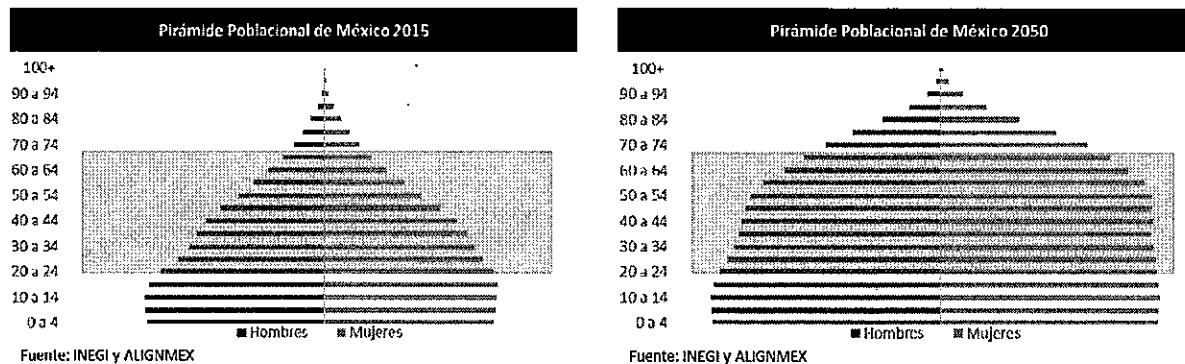 Pirámide Poblacional de México 2015
100+
90 a 94
80 a 84
70 a 74
60 a 64
50 a 54
40 a 44
30 a 34
20 a 24
10 a 14
0 a 4
Hombres Mujeres
Fuente: INEGI y ALIGNMEX
Pirámide Poblacional de México 2050
100+
90 a 94
80 a 84
70 a 74
60 a 64
50 a 54
40 a 44
30 a 34
20 a 24
10 a 14
0 a 4
Hombres Mujeres
Fuente: INEGI y ALIGNMEX